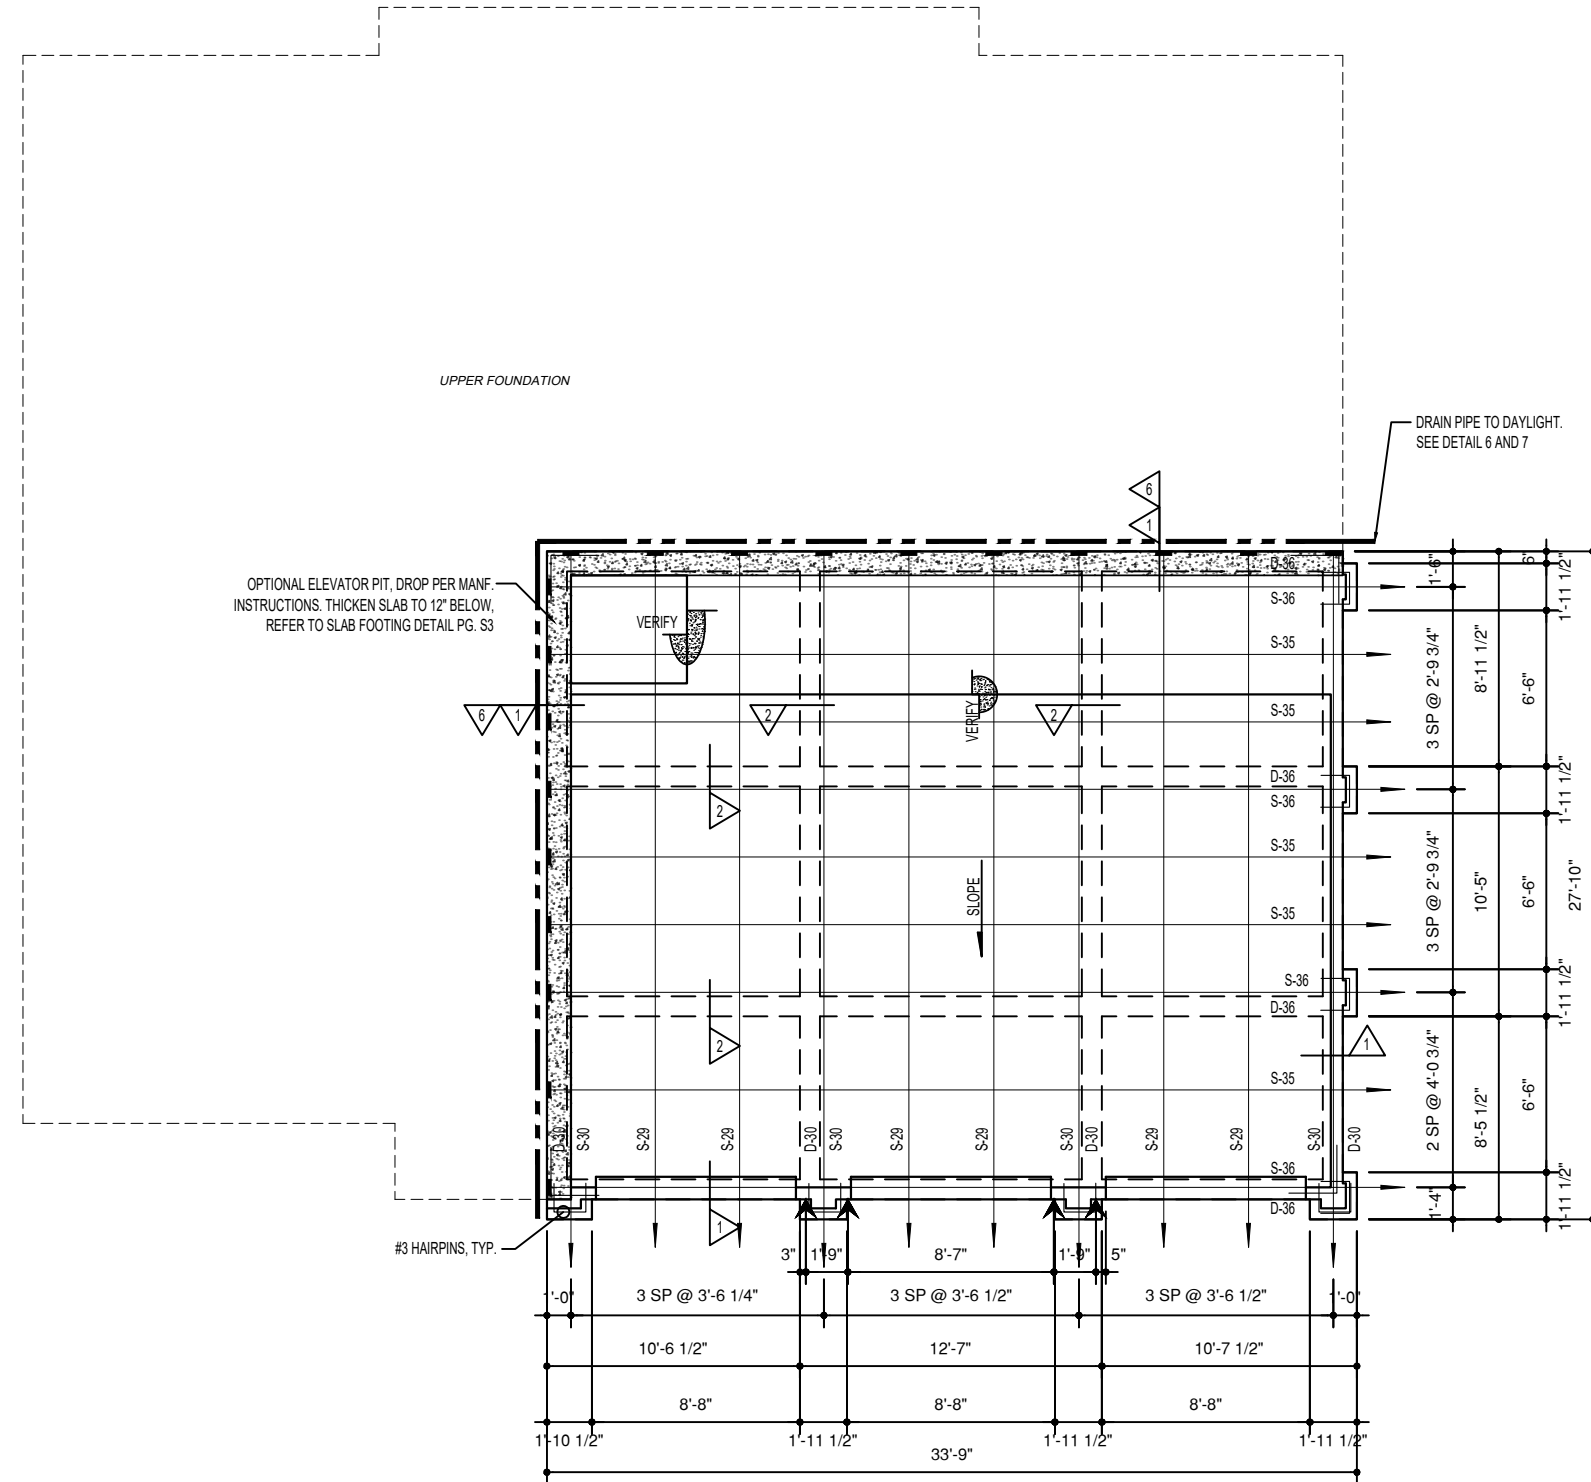 UPPER FOUNDATION
DRAIN PIPE TO DAYLIGHT.
SEE DETAIL 6 AND 7
6
1
OPTIONAL ELEVATOR PIT, DROP PER MANF.
INSTRUCTIONS. THICKEN SLAB TO 12" BELOW,
REFER TO SLAB FOOTING DETAIL PG. S3
VERIFY
D-36
S-36
S-35
6
1
2
VERIFY
2
S-35
2
D-36
S-36
S-35
SLOPE
S-35
S-36
D-36
2
1
S-35
D-30
S-30
S-29
S-29
D-30
S-30
S-29
S-29
S-30
D-30
S-29
S-29
S-30
D-30
S-36
D-36
1
#3 HAIRPINS, TYP.
1'-6"
3 SP @ 2'-9 3/4"
3 SP @ 2'-9 3/4"
2 SP @ 4'-0 3/4"
1'-4"
8'-11 1/2"
10'-5"
8'-5 1/2"
6"
6'-6"
6'-6"
6'-6"
1'-11 1/2"
1'-11 1/2"
1'-11 1/2"
1'-11 1/2"
27'-10"
3"
1'-9"
8'-7"
1'-9"
5"
1'-0"
3 SP @ 3'-6 1/4"
3 SP @ 3'-6 1/2"
3 SP @ 3'-6 1/2"
1'-0"
10'-6 1/2"
12'-7"
10'-7 1/2"
8'-8"
8'-8"
8'-8"
1'-10 1/2"
1'-11 1/2"
1'-11 1/2"
1'-11 1/2"
33'-9"